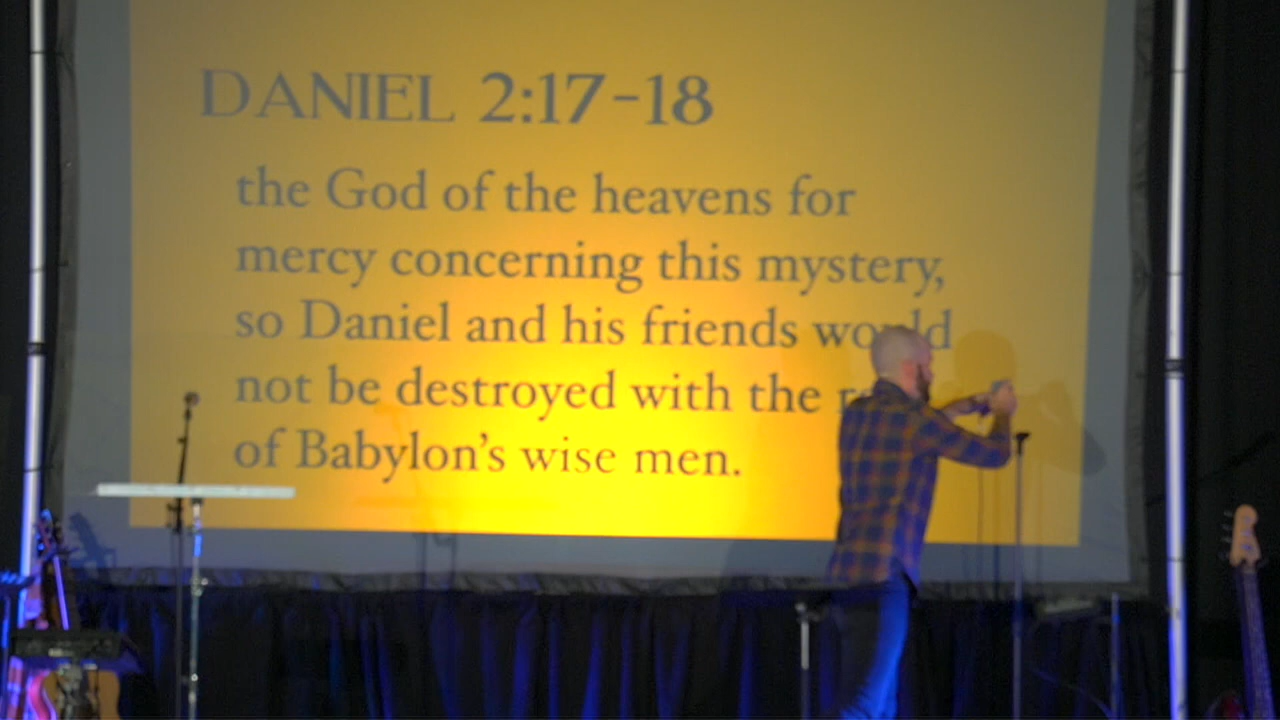 DANIEL 2:17-18
the God of the heavens for
mercy concerning this mystery,
so Daniel and his friends would
not be destroyed with the
of Babylon's wise men.